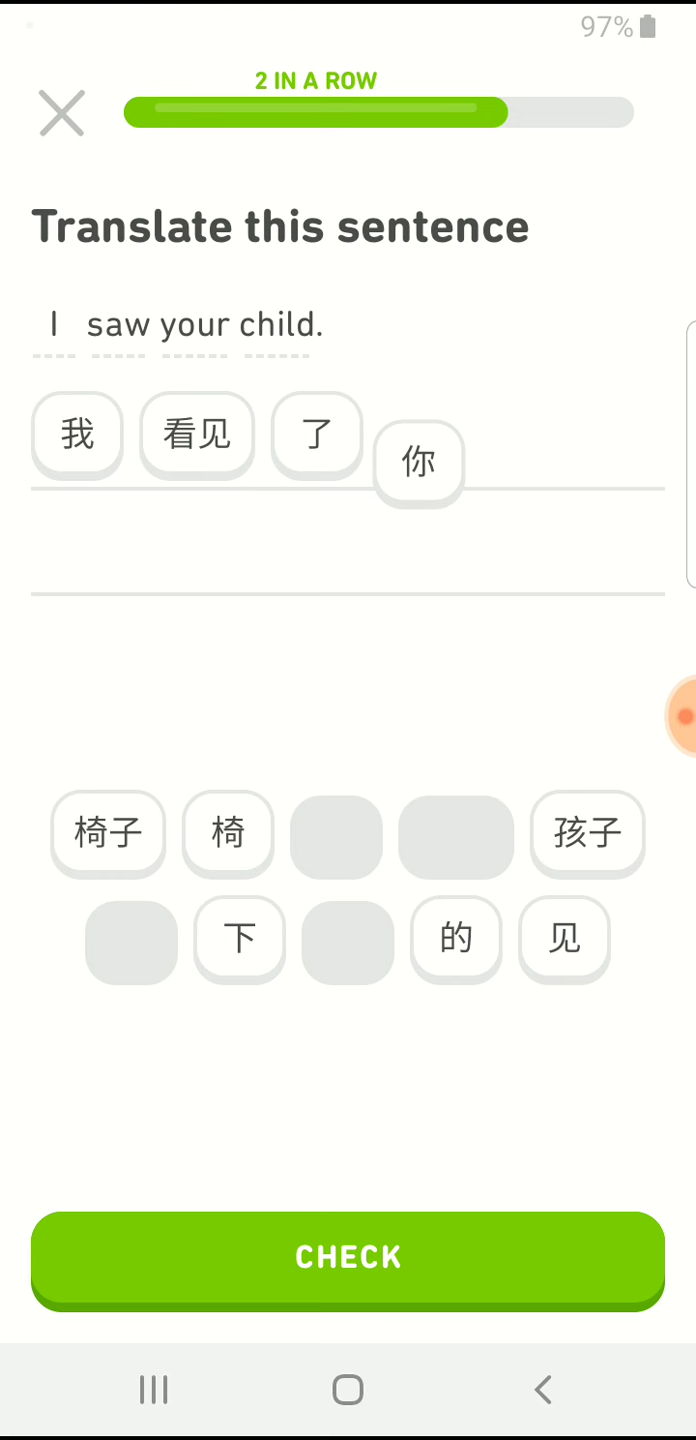 97%
2 IN A ROW
Translate this sentence
I saw your child.
我 看见 了 你
椅子 椅 孩子
下 的 见
CHECK